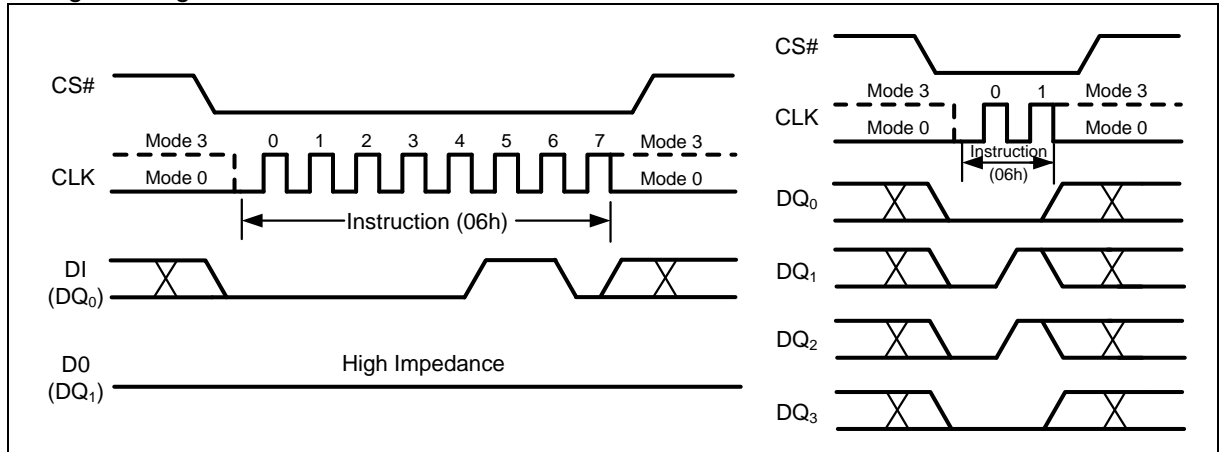 CS#
Mode 3 0 1 2 3 4 5 6 7 Mode 3
CLK
Mode 0 Mode 0
Instruction (06h)
DI
(DQ0)
D0
(DQ1)
High Impedance
CS#
Mode 3 0 1 Mode 3
CLK
Mode 0 Mode 0
Instruction
(06h)
DQ0
DQ1
DQ2
DQ3